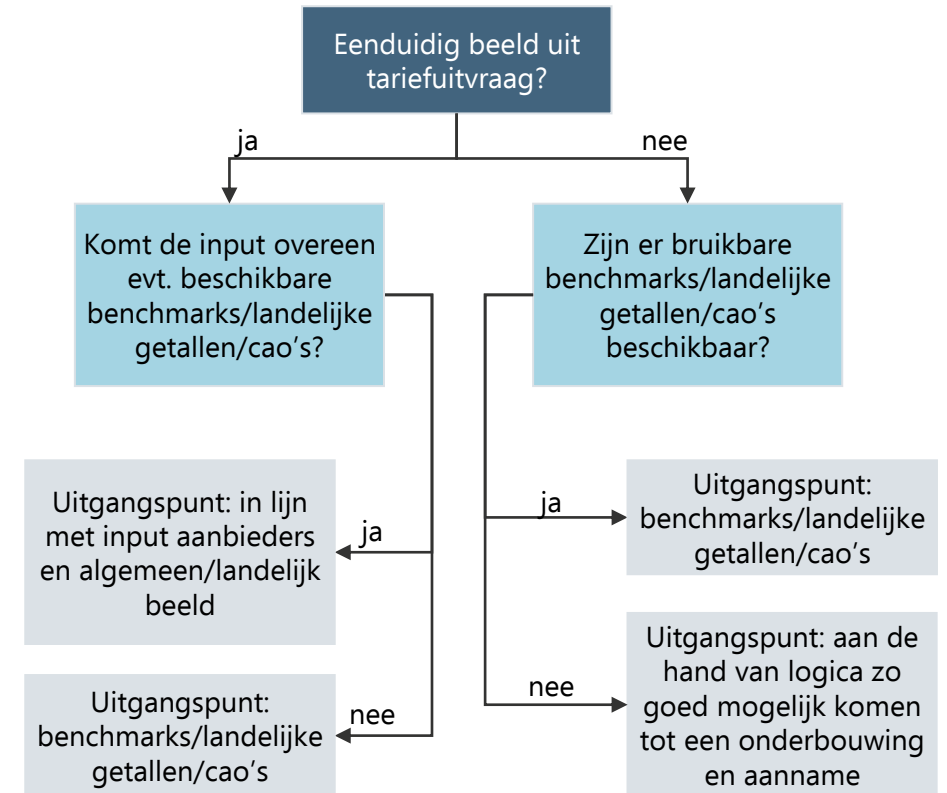 Eenduidig beeld uit
tariefuitvraag?
ja
nee
Komt de input overeen
evt. beschikbare
benchmarks/landelijke
getallen/cao's?
Zijn er bruikbare
benchmarks/landelijke
getallen/cao's
beschikbaar?
Uitgangspunt: in lijn
met input aanbieders
en algemeen/landelijk
beeld
ja
ja
Uitgangspunt:
benchmarks/landelijke
getallen/cao's
Uitgangspunt:
benchmarks/landelijke
getallen/cao's
nee
nee
Uitgangspunt: aan de
hand van logica zo
goed mogelijk komen
tot een onderbouwing
en aanname